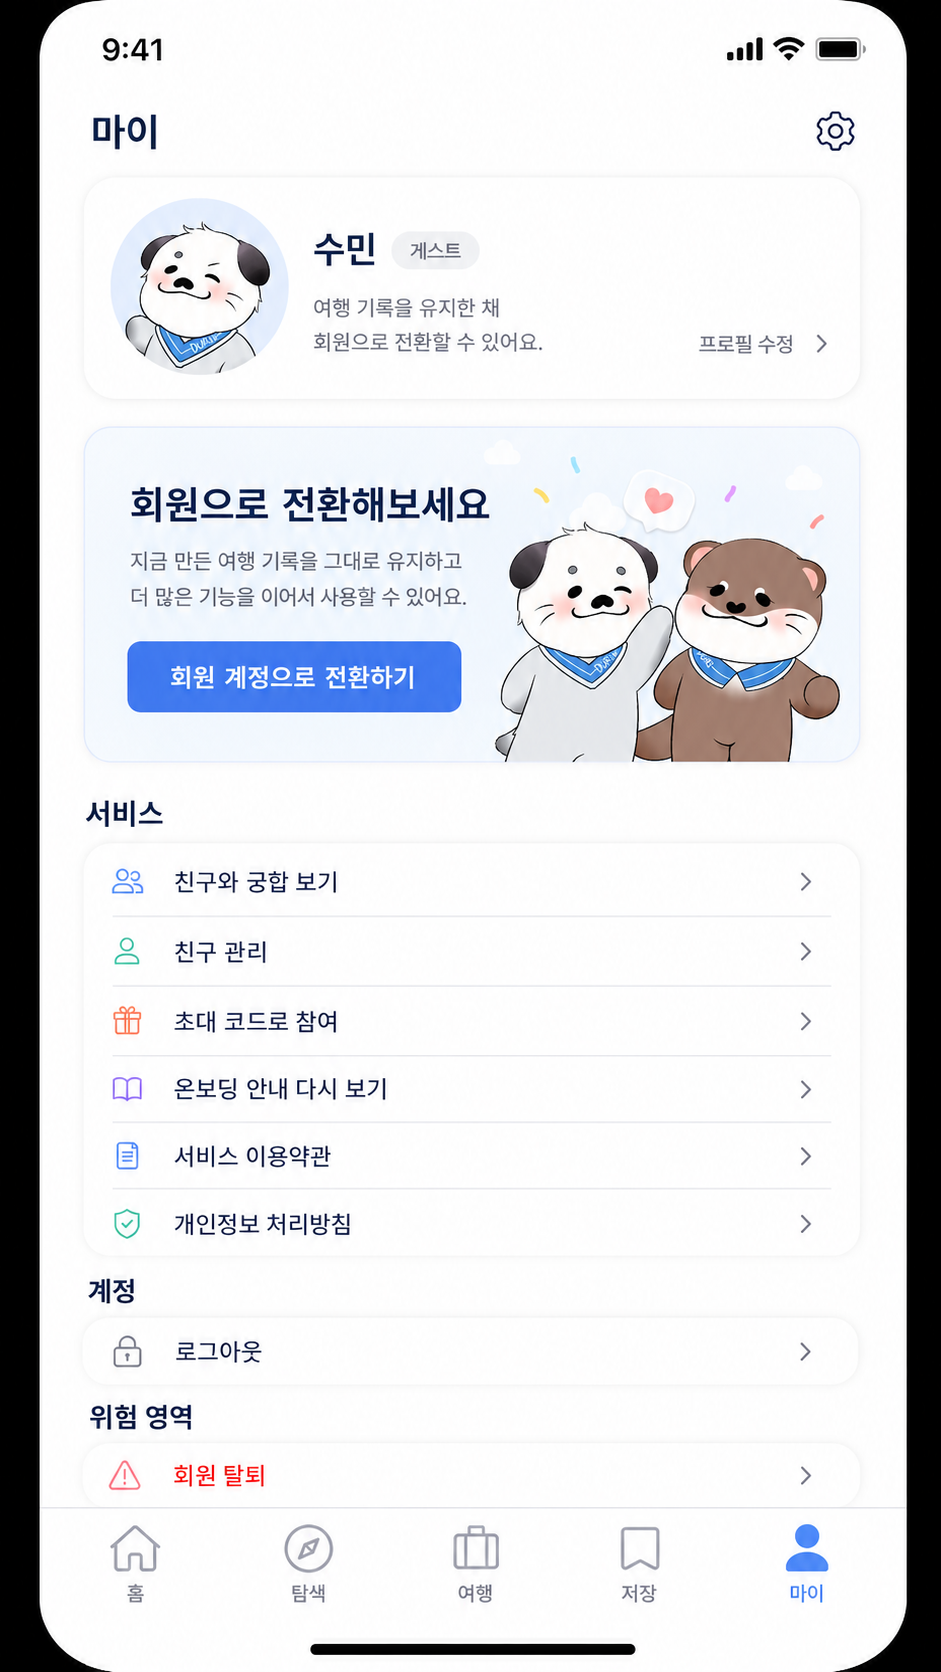 9:41
마이
수민 게스트
여행 기록을 유지한 채
회원으로 전환할 수 있어요.
프로필 수정
회원으로 전환해보세요
지금 만든 여행 기록을 그대로 유지하고
더 많은 기능을 이어서 사용할 수 있어요.
회원 계정으로 전환하기
서비스
친구와 궁합 보기
친구 관리
초대 코드로 참여
온보딩 안내 다시 보기
서비스 이용약관
개인정보 처리방침
계정
로그아웃
위험 영역
회원 탈퇴
홈
탐색
여행
저장
마이